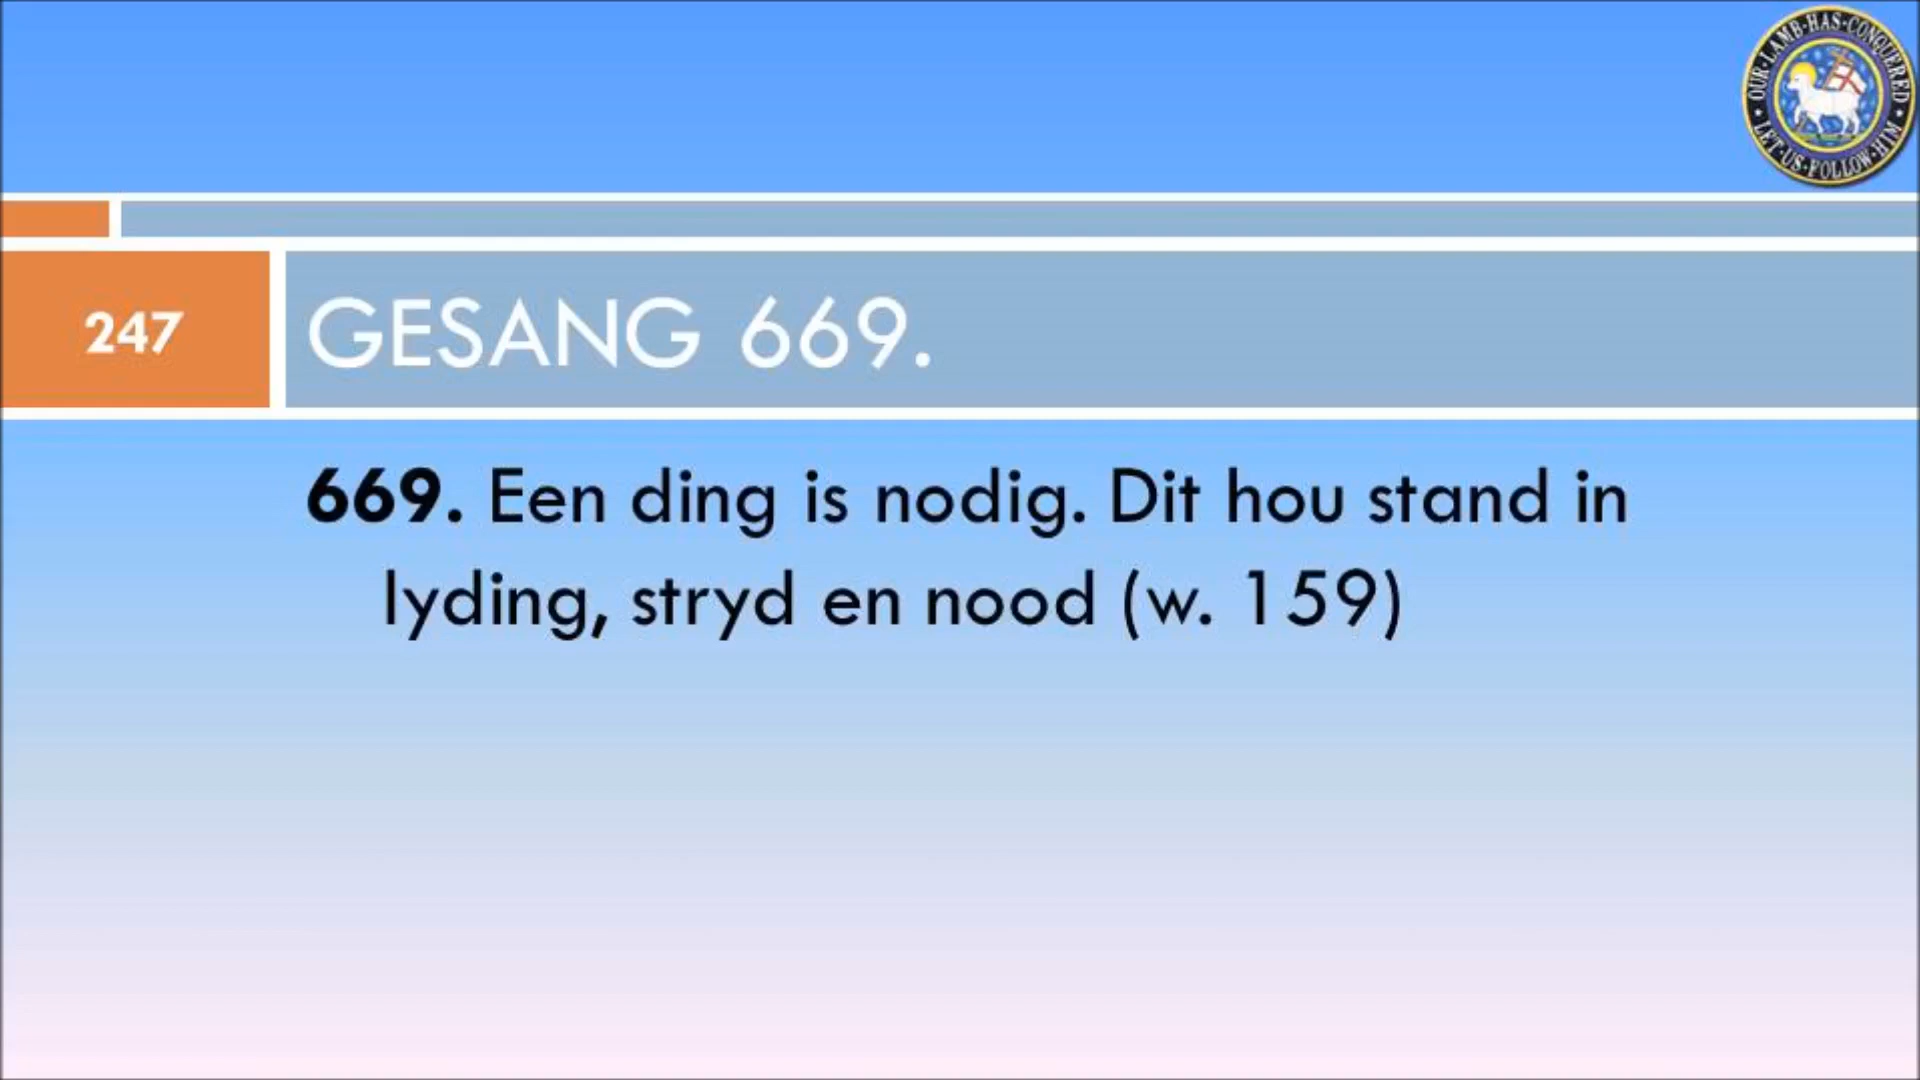 OUR · LAMB · HAS · CONQUERED
LET · US · FOLLOW · HIM
247
GESANG 669.
669. Een ding is nodig. Dit hou stand in
lyding, stryd en nood (w. 159)